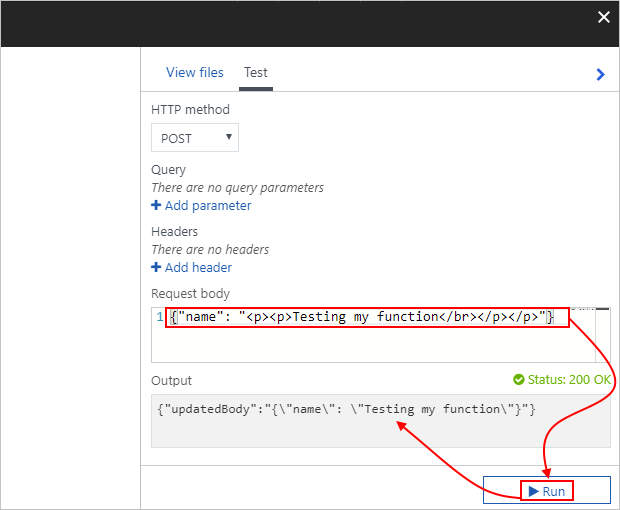 View files Test
HTTP method
POST
Query
There are no query parameters
+ Add parameter
Headers
There are no headers
+ Add header
Request body
1 {"name": "<p><p>Testing my function</br></p></p>"}
Output Status: 200 OK
{"updatedBody":"{\"name\": \"Testing my function\"}"}
Run